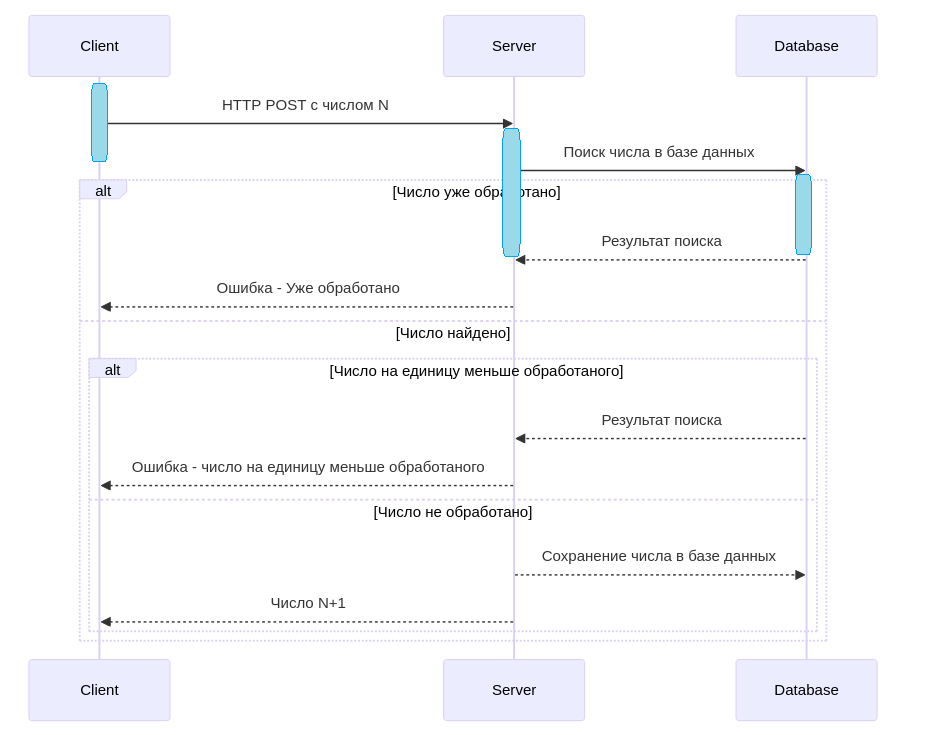 Client
Server
Database
HTTP POST с числом N
Поиск числа в базе данных
alt
[Число уже обработано]
Результат поиска
Ошибка - Уже обработано
[Число найдено]
alt
[Число на единицу меньше обработаного]
Результат поиска
Ошибка - число на единицу меньше обработаного
[Число не обработано]
Сохранение числа в базе данных
Число N+1
Client
Server
Database